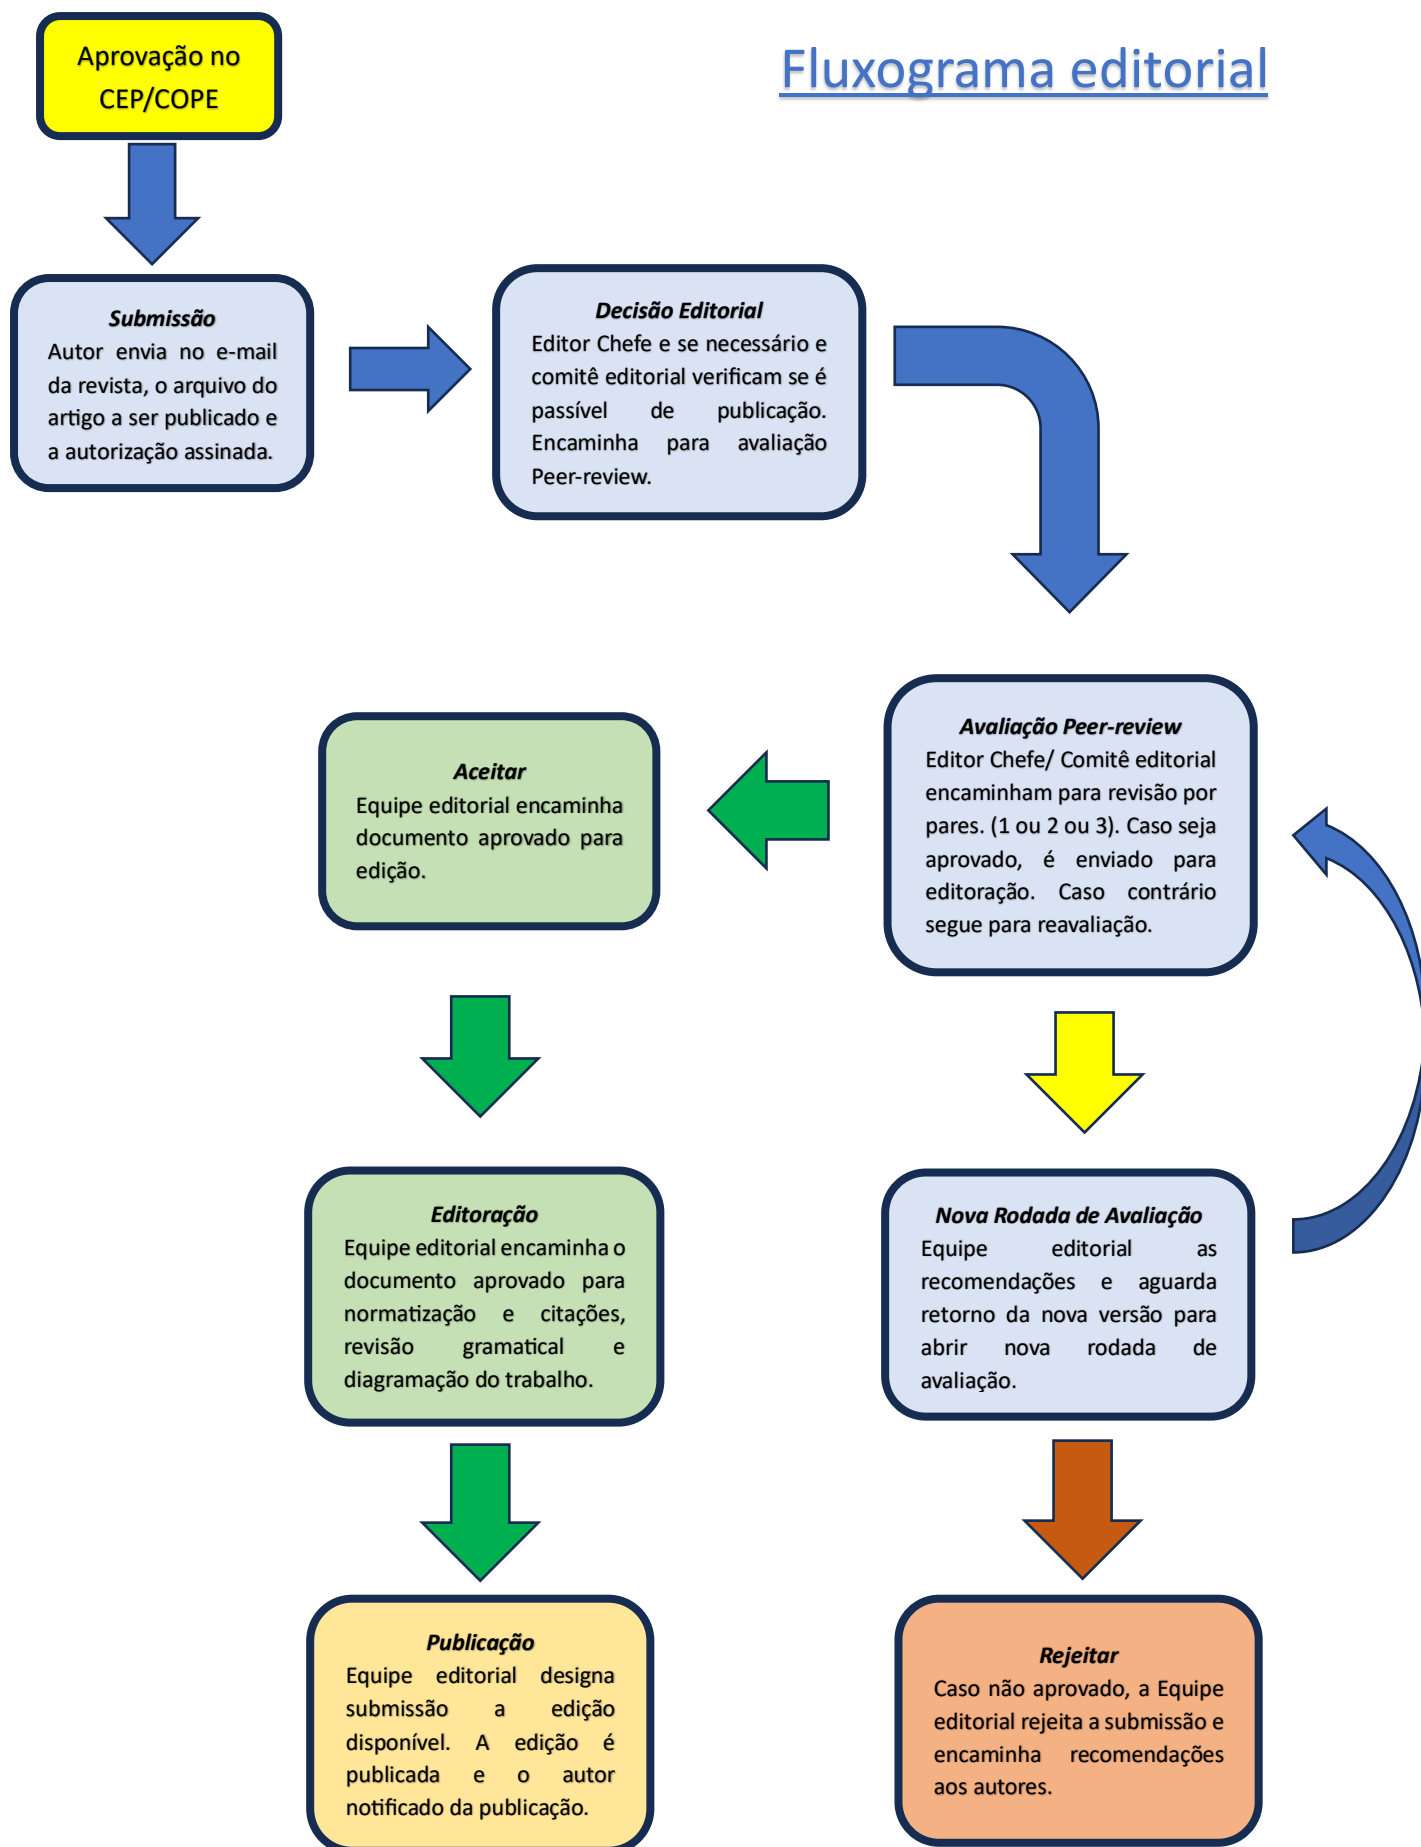 Aprovação no
CEP/COPE
Fluxograma editorial
Submissão
Autor envia no e-mail
da revista, o arquivo do
artigo a ser publicado e
a autorização assinada.
Decisão Editorial
Editor Chefe e se necessário e
comitê editorial verificam se é
passível de publicação.
Encaminha para avaliação
Peer-review.
Avaliação Peer-review
Editor Chefe/ Comitê editorial
encaminham para revisão por
pares. (1 ou 2 ou 3). Caso seja
aprovado, é enviado para
editoração. Caso contrário
segue para reavaliação.
Aceitar
Equipe editorial encaminha
documento aprovado para
edição.
Editoração
Equipe editorial encaminha o
documento aprovado para
normatização e citações,
revisão gramatical e
diagramação do trabalho.
Nova Rodada de Avaliação
Equipe editorial as
recomendações e aguarda
retorno da nova versão para
abrir nova rodada de
avaliação.
Publicação
Equipe editorial designa
submissão a edição
disponível. A edição é
publicada e o autor
notificado da publicação.
Rejeitar
Caso não aprovado, a Equipe
editorial rejeita a submissão e
encaminha recomendações
aos autores.